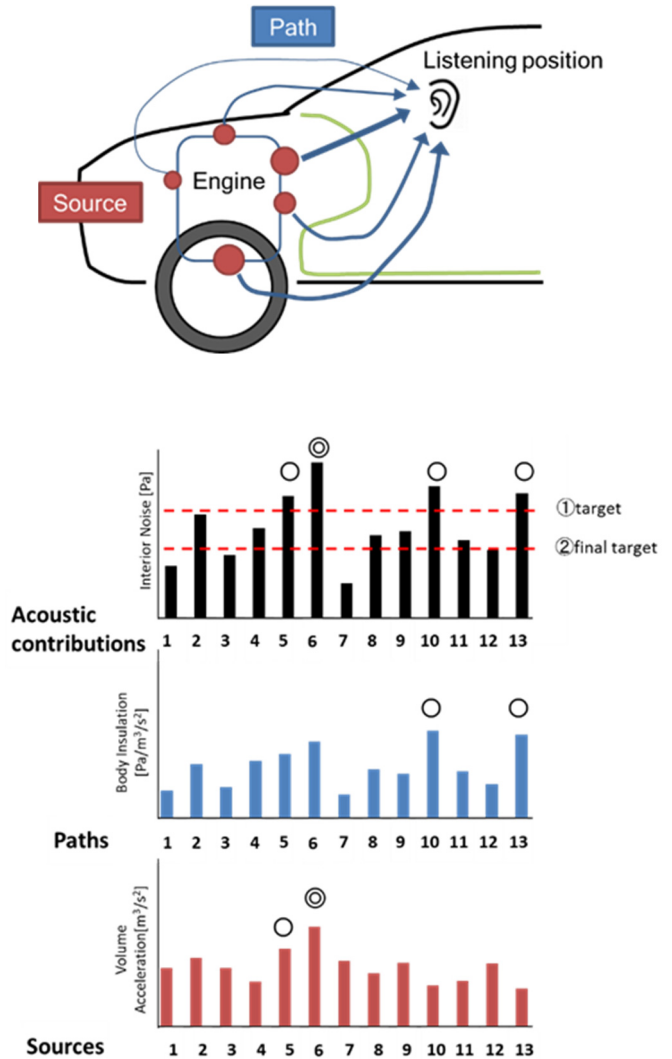 Path
Listening position
Engine
Source
Interior Noise [Pa]
①target
②final target
Acoustic
contributions
1 2 3 4 5 6 7 8 9 10 11 12 13
Body Insulation
[Pa/m³/s²]
Paths
1 2 3 4 5 6 7 8 9 10 11 12 13
Volume
Acceleration[m³/s²]
Sources
1 2 3 4 5 6 7 8 9 10 11 12 13